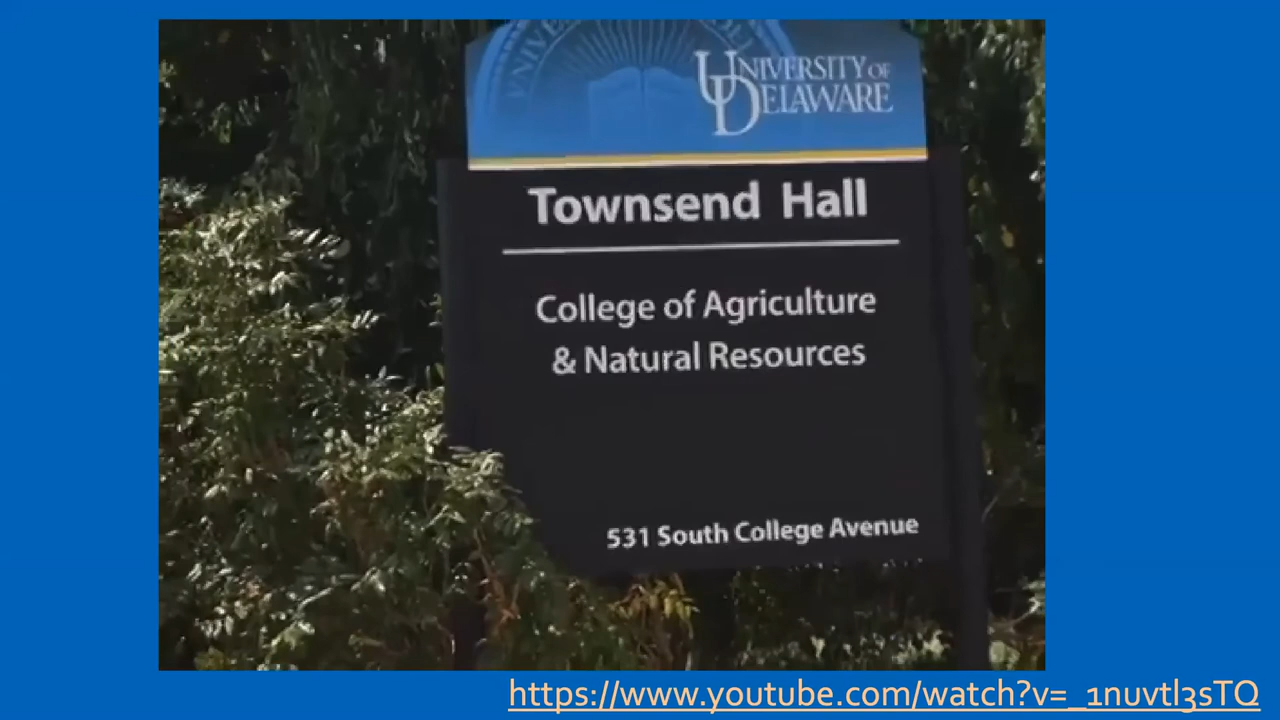 UNIVERSITY OF
DELAWARE
Townsend Hall
College of Agriculture
& Natural Resources
531 South College Avenue
https://www.youtube.com/watch?v=_1nuvtl3sTQ